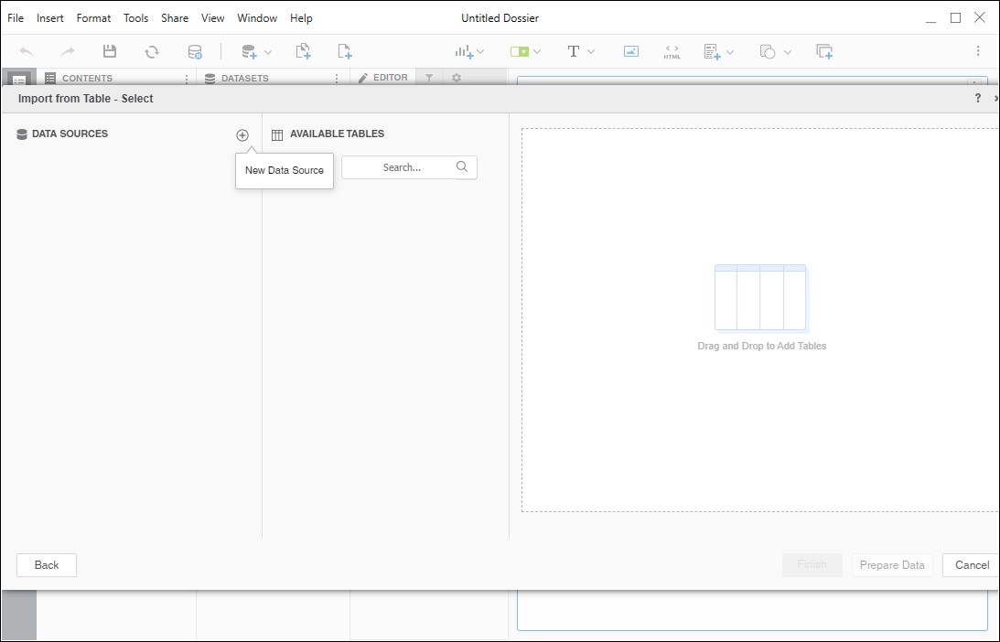 File Insert Format Tools Share View Window Help Untitled Dossier
T HTML
CONTENTS DATASETS EDITOR
Import from Table - Select ?
DATA SOURCES AVAILABLE TABLES
New Data Source Search...
Drag and Drop to Add Tables
Back Finish Prepare Data Cancel